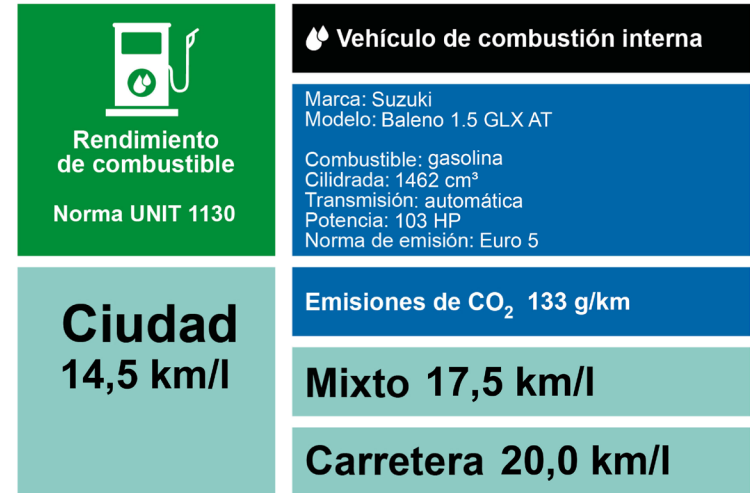 Rendimiento
de combustible
Norma UNIT 1130
Vehículo de combustión interna
Marca: Suzuki
Modelo: Baleno 1.5 GLX AT
Combustible: gasolina
Cilidrada: 1462 cm³
Transmisión: automática
Potencia: 103 HP
Norma de emisión: Euro 5
Ciudad
14,5 km/l
Emisiones de CO₂ 133 g/km
Mixto 17,5 km/l
Carretera 20,0 km/l